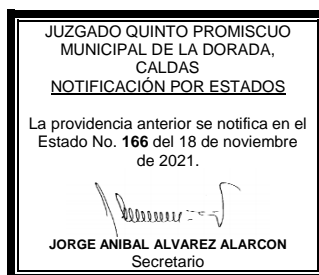 JUZGADO QUINTO PROMISCUO
MUNICIPAL DE LA DORADA,
CALDAS
NOTIFICACIÓN POR ESTADOS
La providencia anterior se notifica en el
Estado No. 166 del 18 de noviembre
de 2021.
JORGE ANIBAL ALVAREZ ALARCON
Secretario